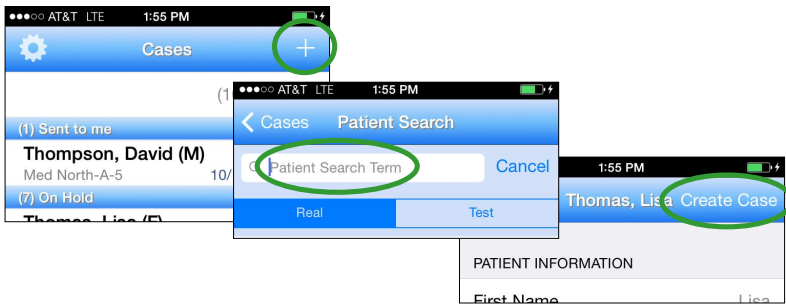 AT&T LTE 1:55 PM
Cases +
(1
(1) Sent to me
Thompson, David (M)
Med North-A-5 10/
(7) On Hold
Thomas, Lisa (F)
AT&T LTE 1:55 PM
Cases Patient Search
Patient Search Term Cancel
Real Test
1:55 PM
Thomas, Lisa Create Case
PATIENT INFORMATION
First Name Lisa